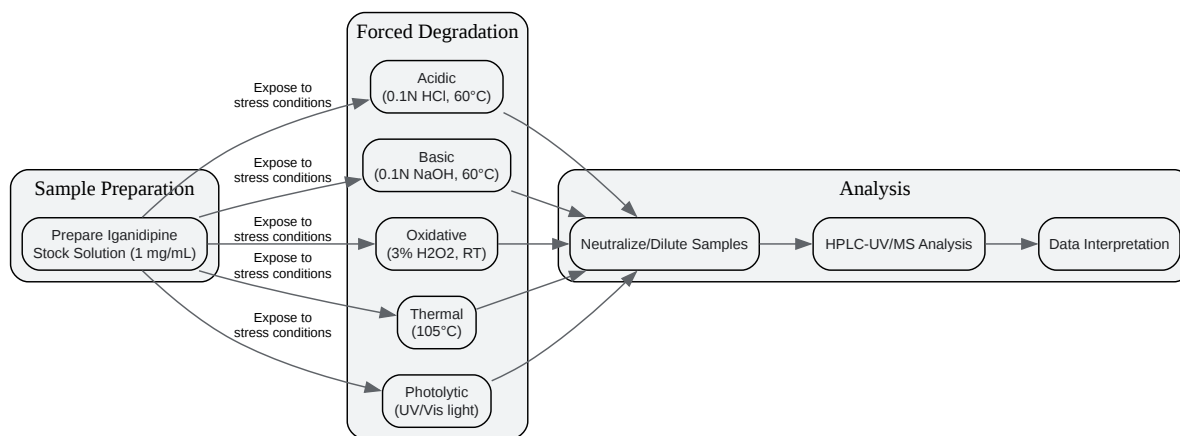 Sample Preparation
Prepare Iganidipine
Stock Solution (1 mg/mL)
Expose to
stress conditions
Expose to
stress conditions
Expose to
stress conditions
Expose to
stress conditions
Expose to
stress conditions
Forced Degradation
Acidic
(0.1N HCl, 60°C)
Basic
(0.1N NaOH, 60°C)
Oxidative
(3% H2O2, RT)
Thermal
(105°C)
Photolytic
(UV/Vis light)
Analysis
Neutralize/Dilute Samples
HPLC-UV/MS Analysis
Data Interpretation